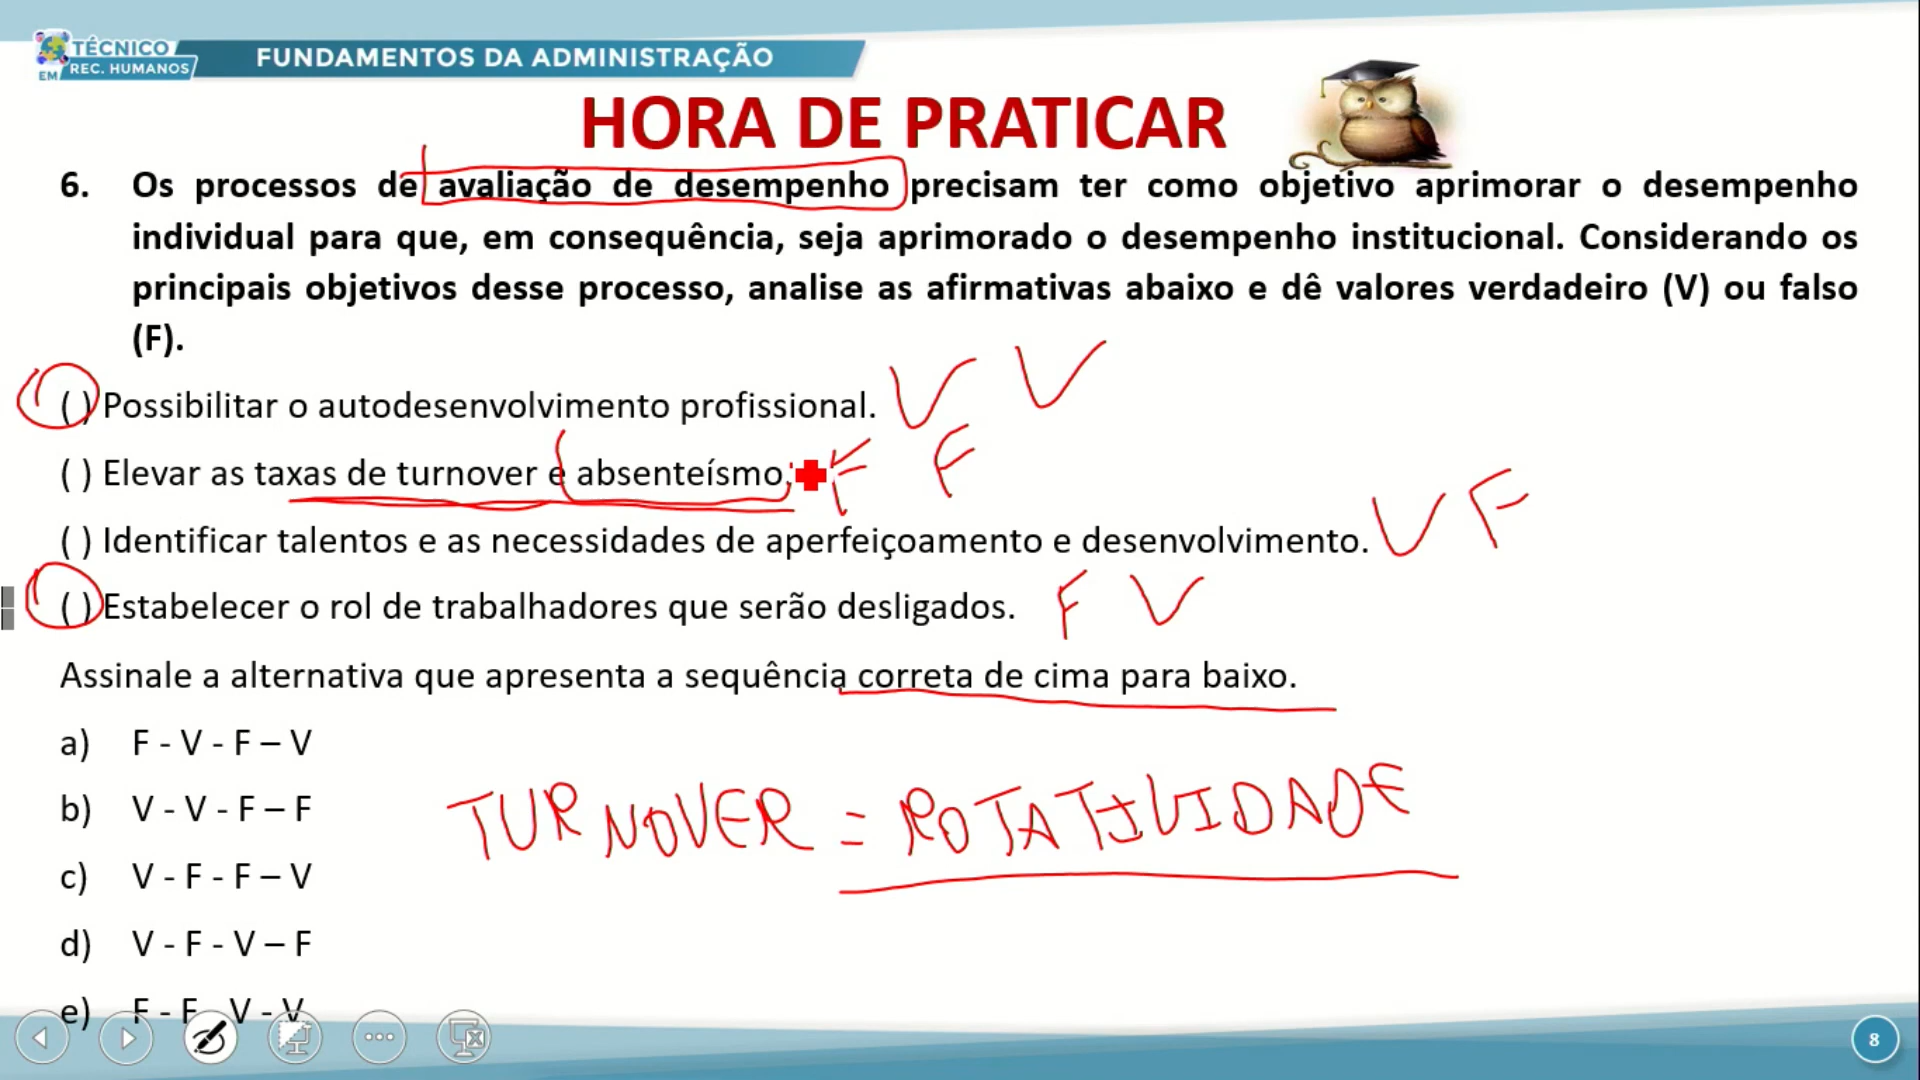 TÉCNICO
EM REC. HUMANOS
FUNDAMENTOS DA ADMINISTRAÇÃO
HORA DE PRATICAR
6. Os processos de avaliação de desempenho precisam ter como objetivo aprimorar o desempenho
individual para que, em consequência, seja aprimorado o desempenho institucional. Considerando os
principais objetivos desse processo, analise as afirmativas abaixo e dê valores verdadeiro (V) ou falso
(F).
( ) Possibilitar o autodesenvolvimento profissional. V V
( ) Elevar as taxas de turnover e absenteísmo. F F
( ) Identificar talentos e as necessidades de aperfeiçoamento e desenvolvimento. V F
( ) Estabelecer o rol de trabalhadores que serão desligados. F V
Assinale a alternativa que apresenta a sequência correta de cima para baixo.
a) F - V - F – V
b) V - V - F – F
c) V - F - F – V
d) V - F - V – F
e) F - F - V - V
TURNOVER = ROTATIVIDADE
8